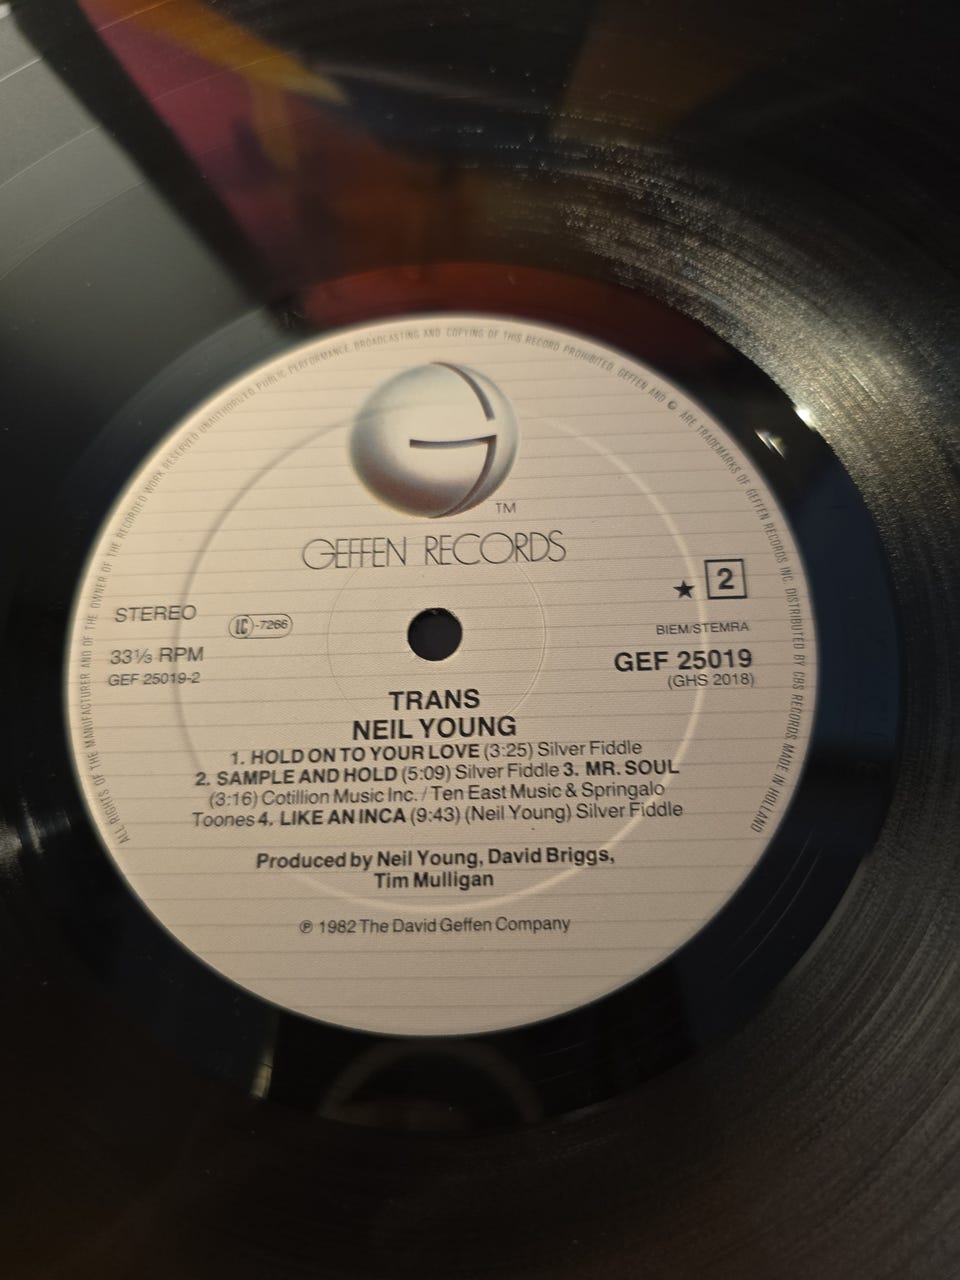 ALL RIGHTS OF THE MANUFACTURER AND OF THE OWNER OF THE RECORDED WORK RESERVED UNAUTHORIZED PUBLIC PERFORMANCE, BROADCASTING AND COPYING OF THIS RECORD PROHIBITED. GEFFEN AND G ARE TRADEMARKS OF GEFFEN RECORDS INC. DISTRIBUTED BY CBS RECORDS. MADE IN HOLLAND
TM
GEFFEN RECORDS
★ 2
STEREO
LC-7266
BIEM/STEMRA
33⅓ RPM
GEF 25019
GEF 25019-2
(GHS 2018)
TRANS
NEIL YOUNG
1. HOLD ON TO YOUR LOVE (3:25) Silver Fiddle
2. SAMPLE AND HOLD (5:09) Silver Fiddle 3. MR. SOUL
(3:16) Cotillion Music Inc. / Ten East Music & Springalo
Toones 4. LIKE AN INCA (9:43) (Neil Young) Silver Fiddle
Produced by Neil Young, David Briggs,
Tim Mulligan
℗ 1982 The David Geffen Company